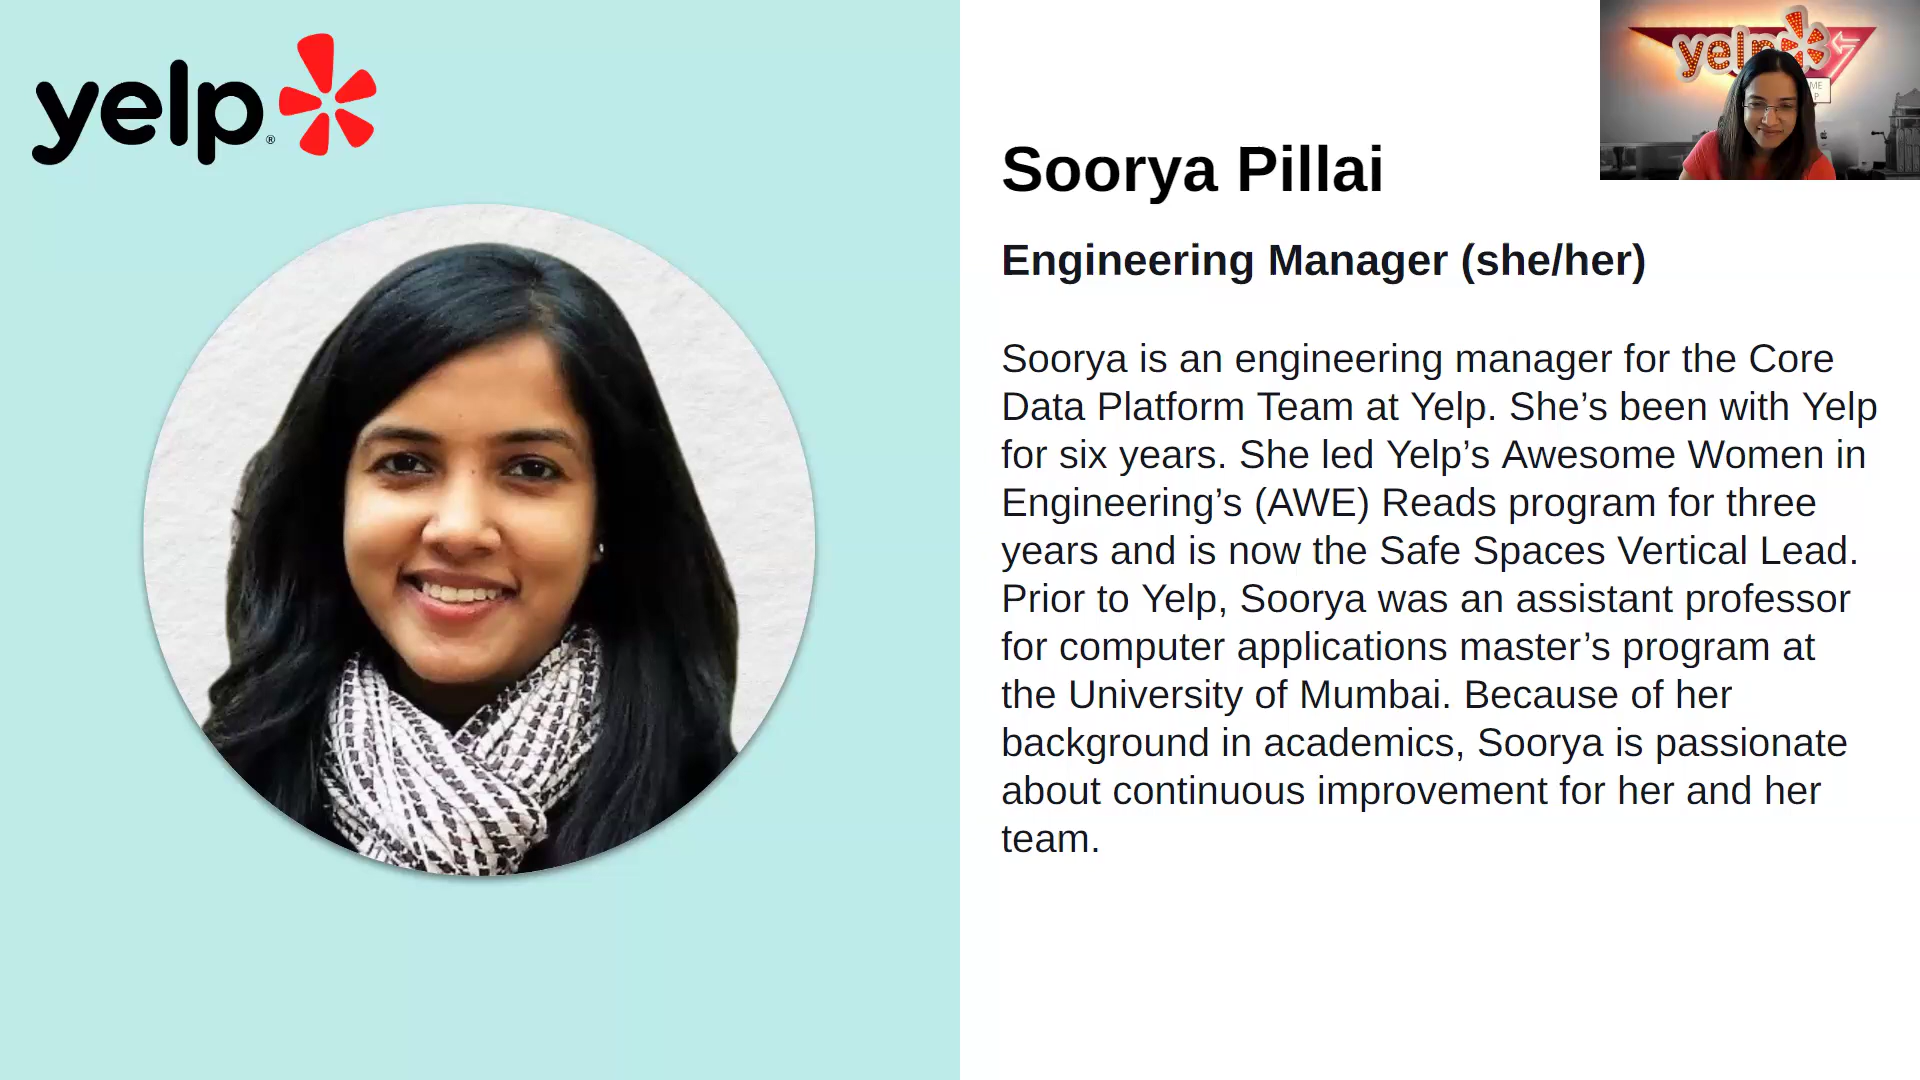 yelp®
yelp
ME
P
Soorya Pillai
Engineering Manager (she/her)
Soorya is an engineering manager for the Core
Data Platform Team at Yelp. She’s been with Yelp
for six years. She led Yelp’s Awesome Women in
Engineering’s (AWE) Reads program for three
years and is now the Safe Spaces Vertical Lead.
Prior to Yelp, Soorya was an assistant professor
for computer applications master’s program at
the University of Mumbai. Because of her
background in academics, Soorya is passionate
about continuous improvement for her and her
team.